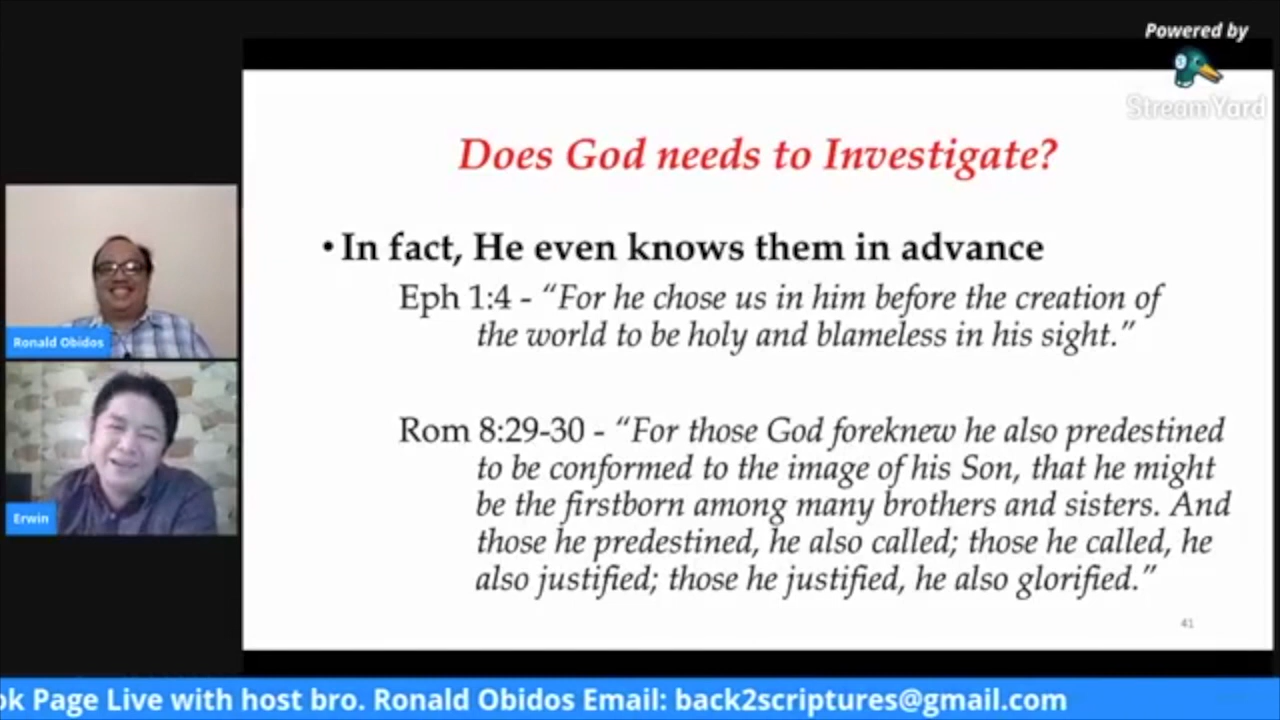 Powered by
StreamYard
Does God needs to Investigate?
• In fact, He even knows them in advance
Eph 1:4 - “For he chose us in him before the creation of
the world to be holy and blameless in his sight.”
Rom 8:29-30 - “For those God foreknew he also predestined
to be conformed to the image of his Son, that he might
be the firstborn among many brothers and sisters. And
those he predestined, he also called; those he called, he
also justified; those he justified, he also glorified.”
41
Ronald Obidos
Erwin
ok Page Live with host bro. Ronald Obidos Email: back2scriptures@gmail.com